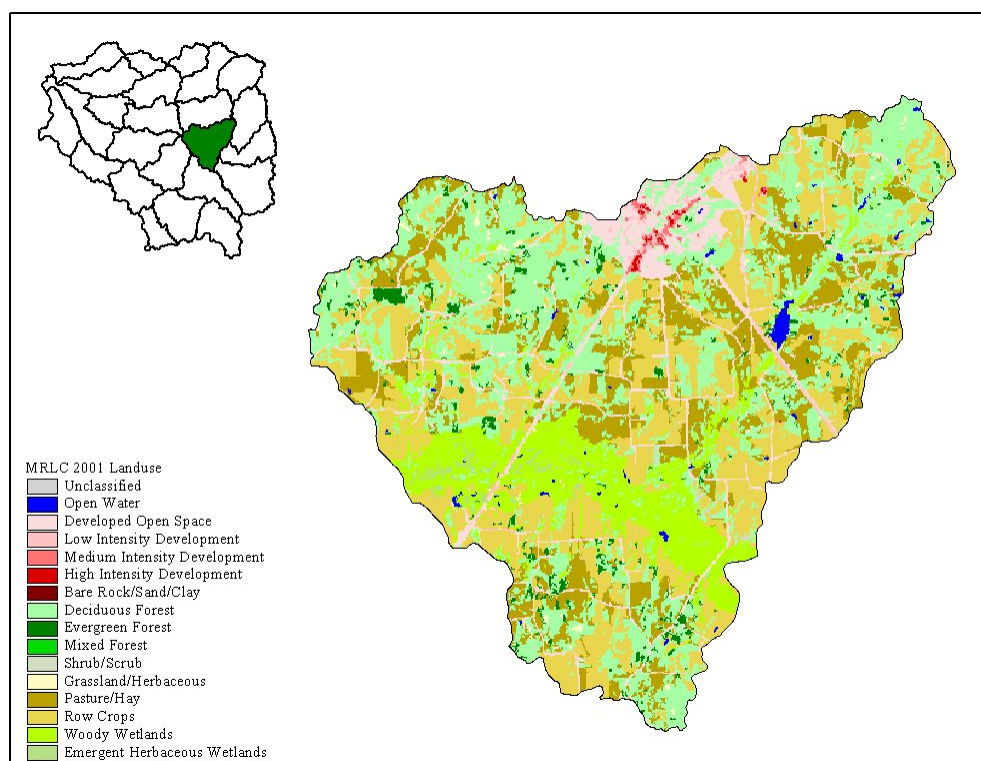 MRLC 2001 Landuse
Unclassified
Open Water
Developed Open Space
Low Intensity Development
Medium Intensity Development
High Intensity Development
Bare Rock/Sand/Clay
Deciduous Forest
Evergreen Forest
Mixed Forest
Shrub/Scrub
Grassland/Herbaceous
Pasture/Hay
Row Crops
Woody Wetlands
Emergent Herbaceous Wetlands